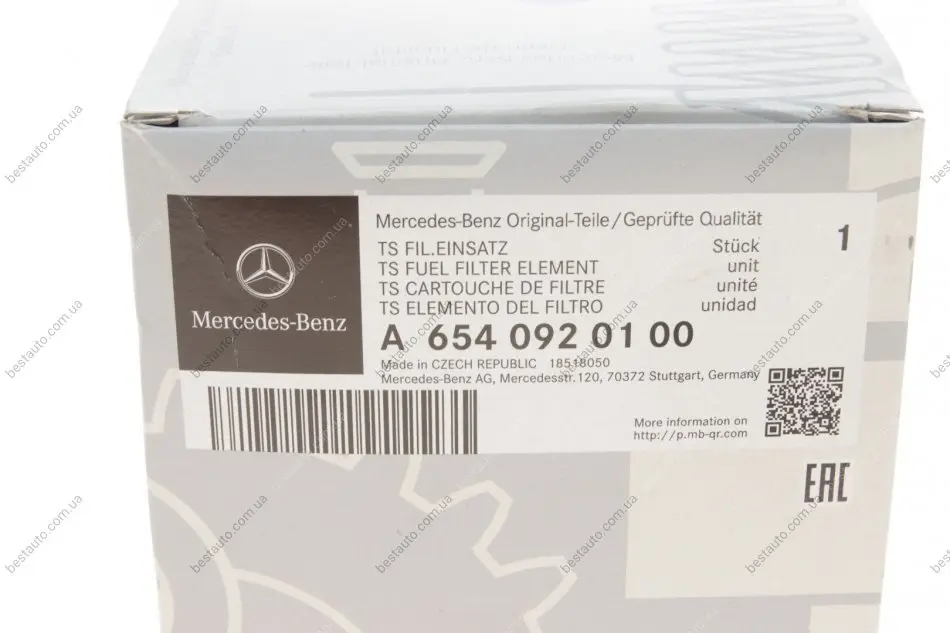 Mercedes-Benz
Mercedes-Benz Original-Teile/Geprüfte Qualität
TS FIL.EINSATZ Stück 1
TS FUEL FILTER ELEMENT unit
TS CARTOUCHE DE FILTRE unité
TS ELEMENTO DEL FILTRO unidad
A 654 092 01 00
Made in CZECH REPUBLIC 18518050
Mercedes-Benz AG, Mercedesstr.120, 70372 Stuttgart, Germany
More information on
http://p.mb-qr.com
EAC
bestauto.com.ua